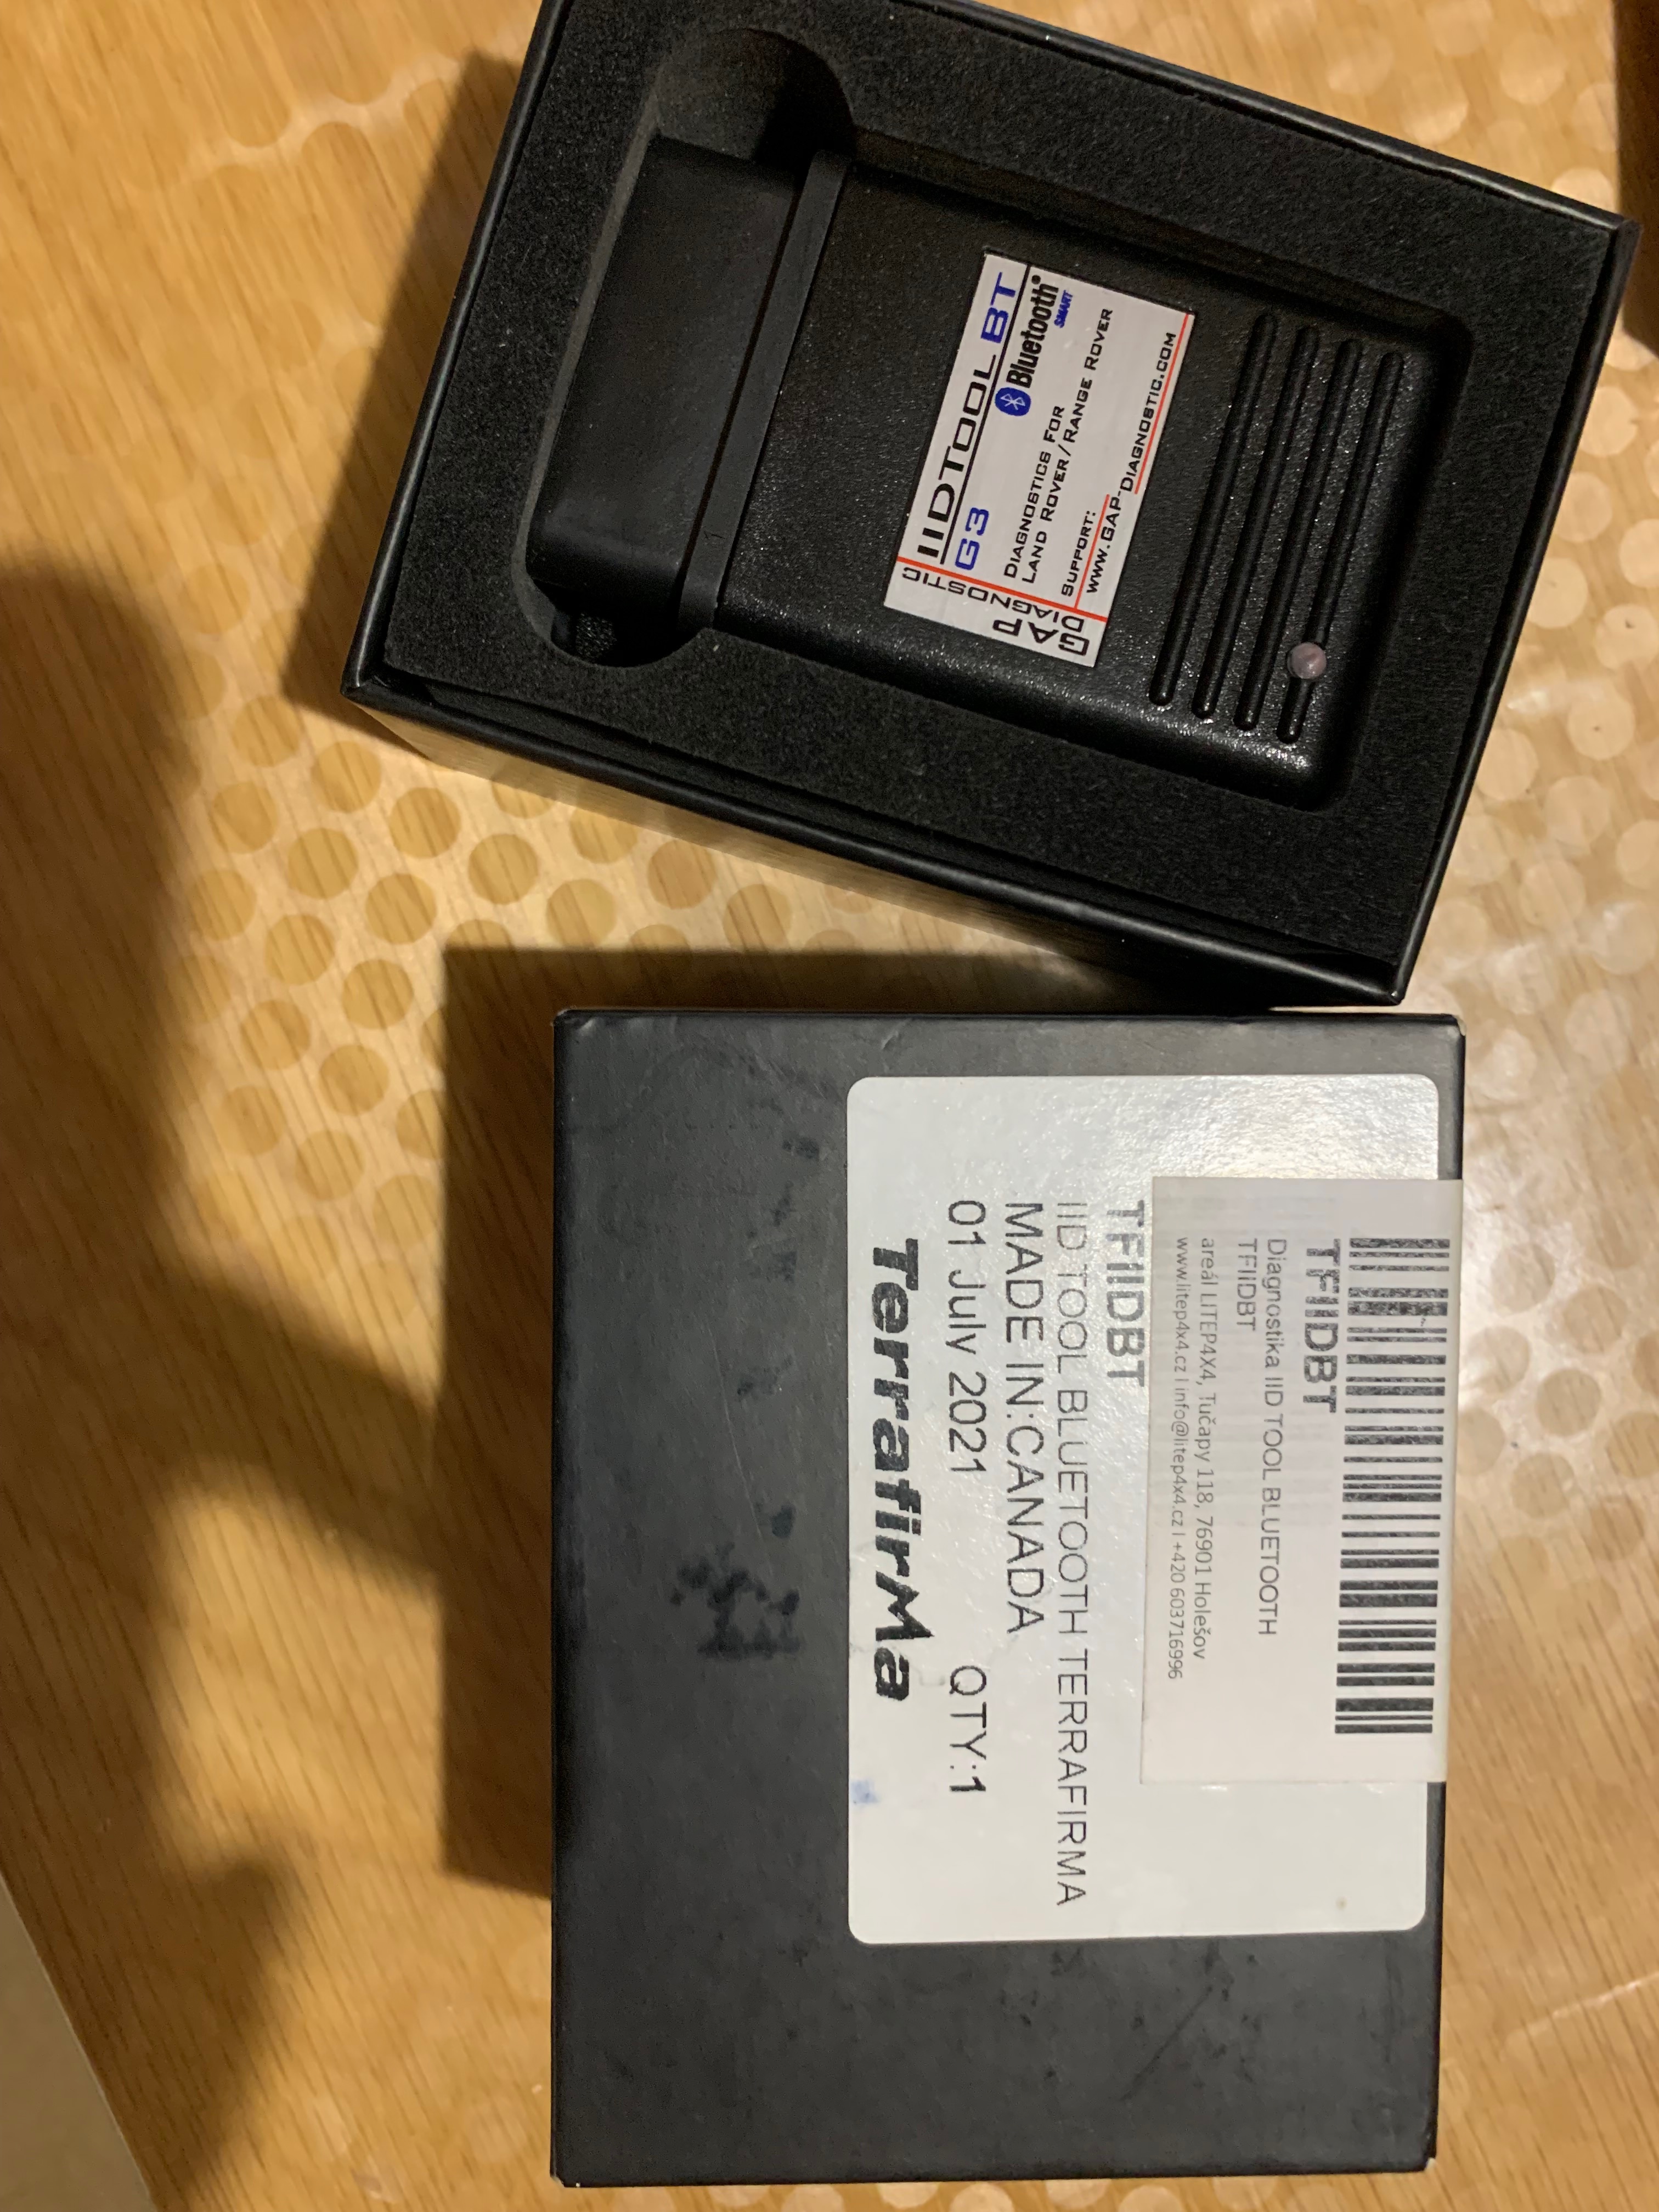 IIDTOOL BT
G3 Bluetooth®
SMART
DIAGNOSTICS FOR
LAND ROVER/RANGE ROVER
SUPPORT:
WWW.GAP-DIAGNOSTIC.COM
GAP
DIAGNOSTIC
TFIIDBT
Diagnostika IID TOOL BLUETOOTH
TFIIDBT
areál LITEP4X4, Tučapy 118, 76901 Holešov
www.litep4x4.cz | info@litep4x4.cz | +420 603716996
TFIIDBT
IID TOOL BLUETOOTH TERRAFIRMA
MADE IN:CANADA
01 July 2021 QTY:1
TerrafirMa